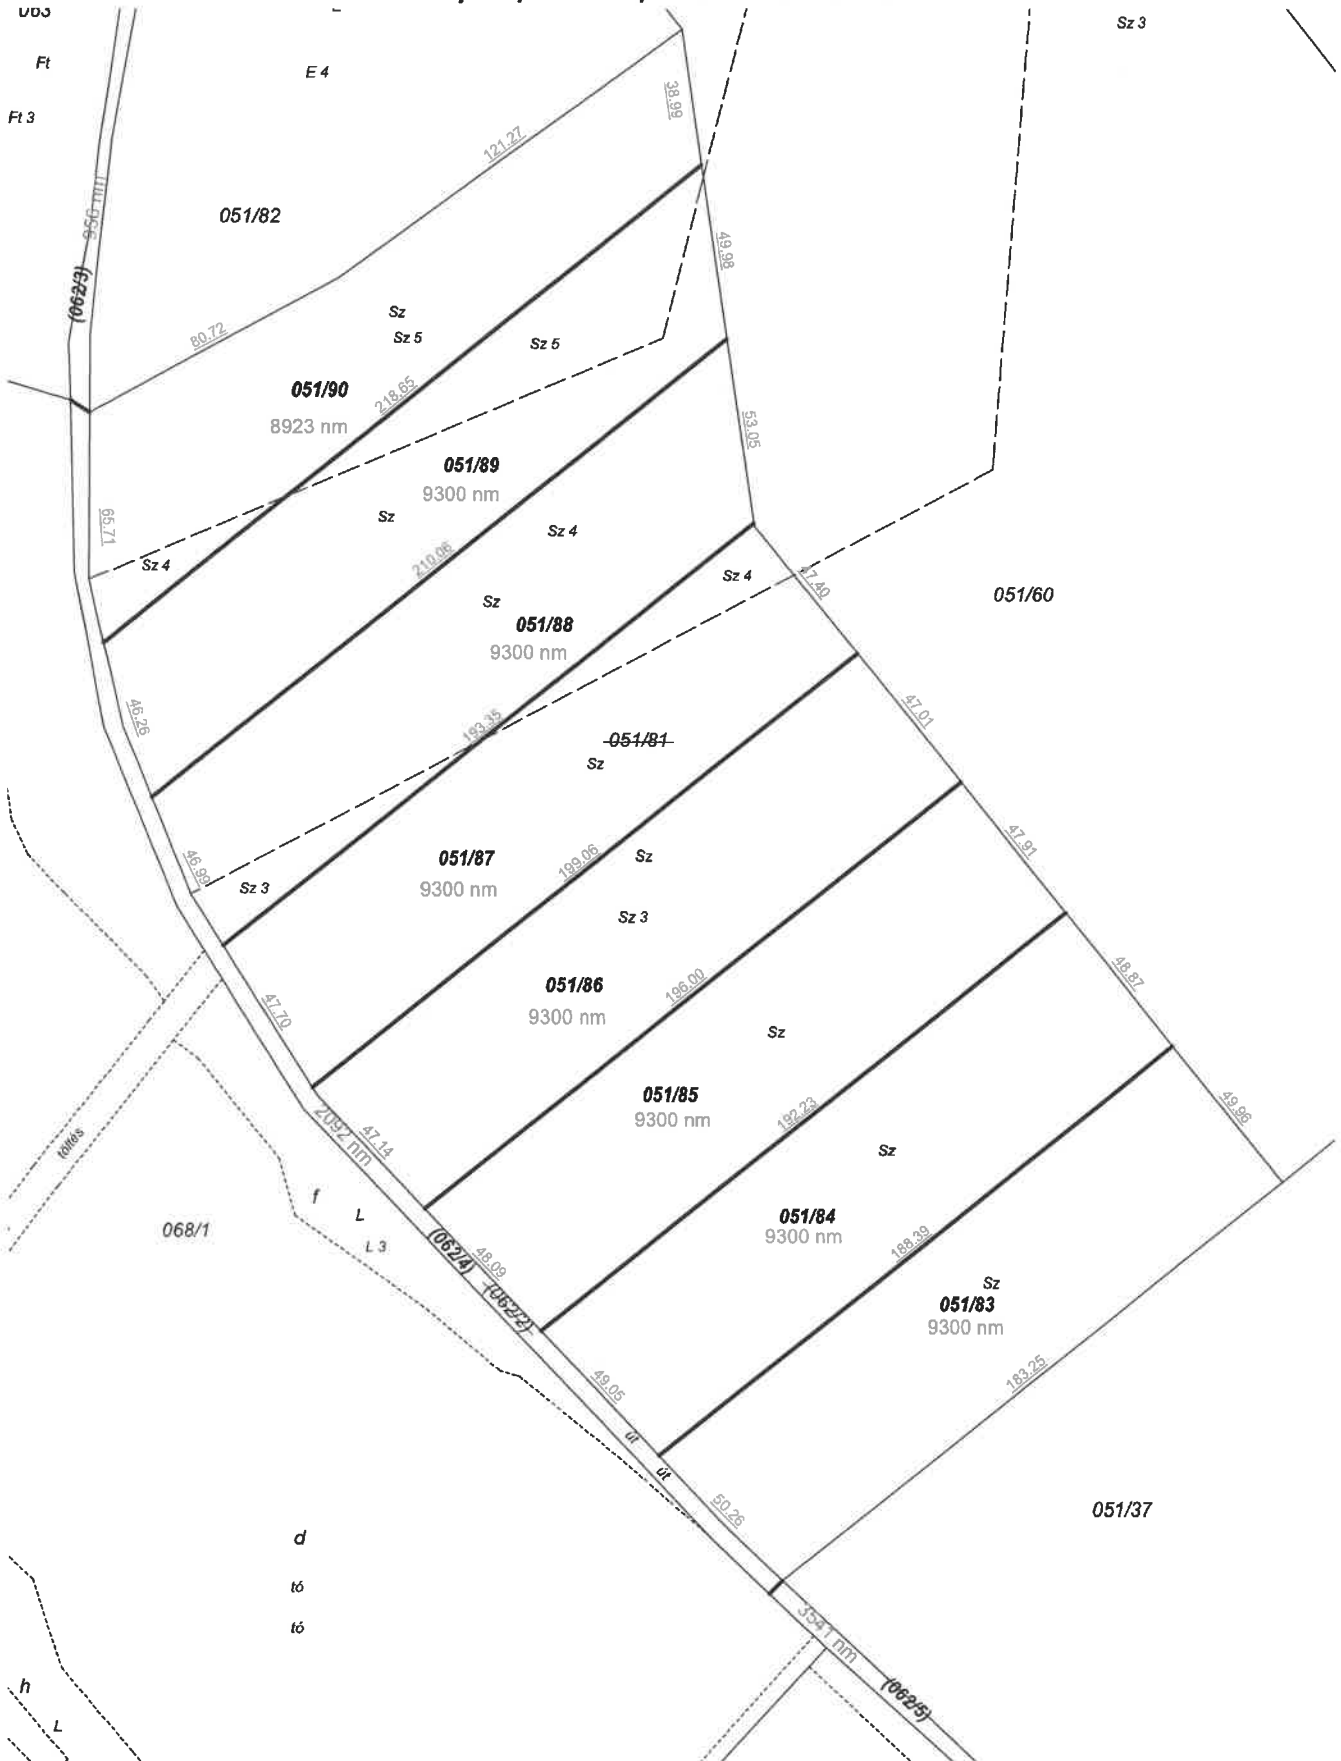 063
Sz 3
Ft
E 4
38.99
Ft 3
121.27
950 nm
051/82
49.98
(062/3)
Sz
80.72
Sz 5
Sz 5
051/90
218.65
8923 nm
53.05
051/89
9300 nm
65.71
Sz
Sz 4
210.06
Sz 4
Sz 4
47.40
051/60
Sz
051/88
9300 nm
46.26
193.35
47.01
051/81
Sz
46.99
051/87
199.06
Sz
47.91
Sz 3
9300 nm
Sz 3
051/86
196.00
48.87
9300 nm
47.70
Sz
051/85
2092 nm
9300 nm
192.23
49.96
47.14
töltés
Sz
f
L
051/84
068/1
L 3
9300 nm
188.39
(062/4)
48.09
(062/2)
Sz
051/83
9300 nm
183.25
49.05
út
út
50.26
051/37
d
tó
tó
3541 nm
h
(062/5)
L